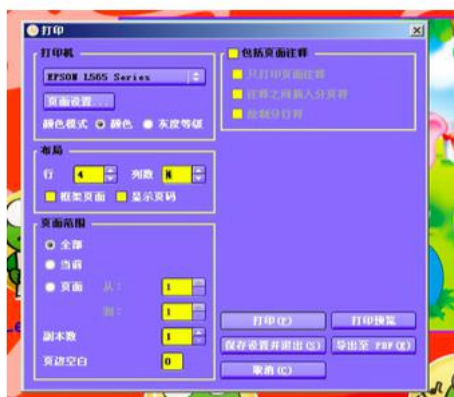 打印
打印机
EPSON L565 Series
页面设置...
颜色模式 颜色 灰度等级
布局
行 4 列数
框架页面 显示页码
页面范围
全部
当前
页面 从: 1
到: 1
副本数 1
页边空白 0
包括页面注释
只打印页面注释
注释之间插入分页符
绘制分行符
打印(P) 打印预览
保存设置并退出(S) 导出至 PDF(E)
取消(C)